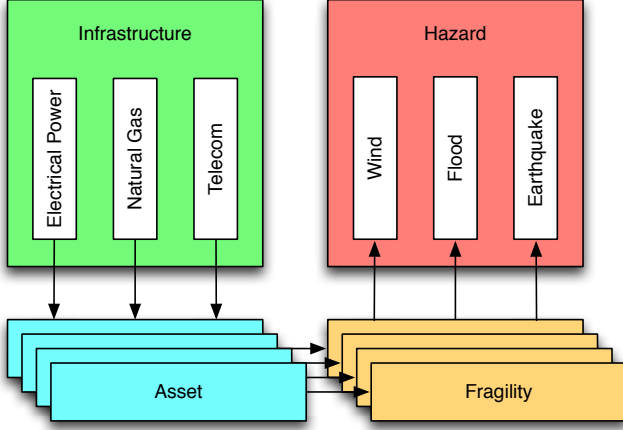 Infrastructure
Electrical Power
Natural Gas
Telecom
Hazard
Wind
Flood
Earthquake
Asset
Fragility